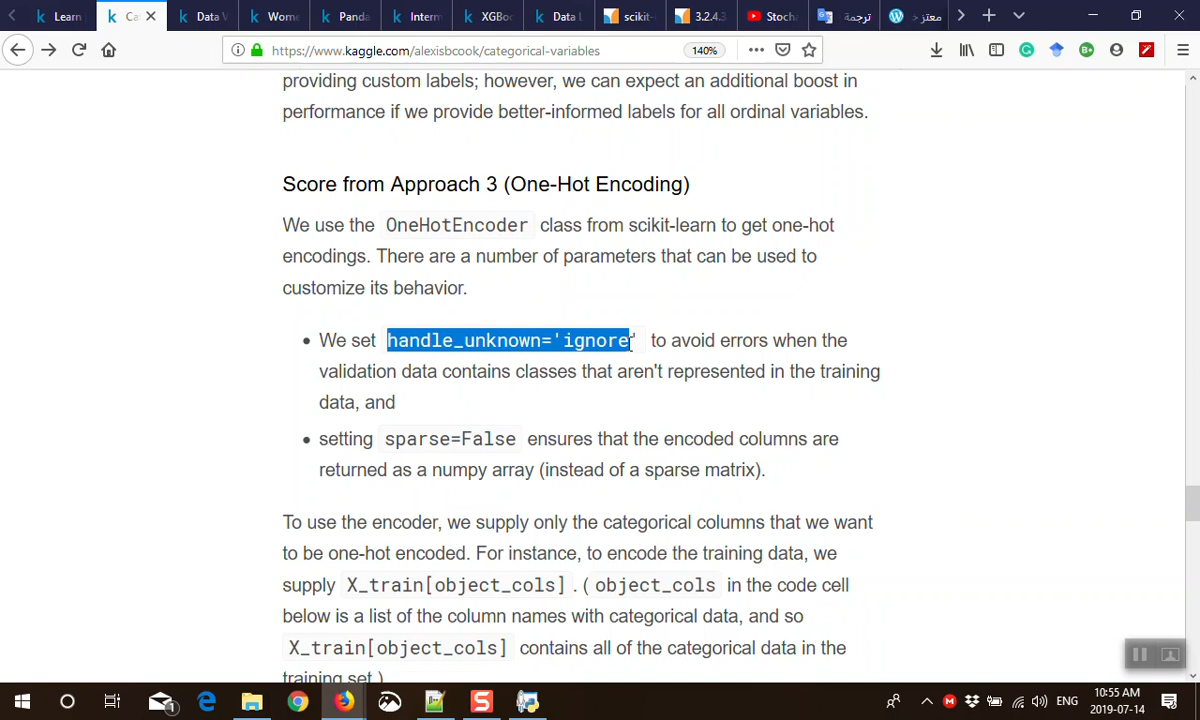 Learn
Ca
Data V
Wome
Panda
Interm
XGBoo
Data L
scikit-
3.2.4.3
Stocha
ترجمة
معتز >
https://www.kaggle.com/alexisbcook/categorical-variables
140%
providing custom labels; however, we can expect an additional boost in
performance if we provide better-informed labels for all ordinal variables.
Score from Approach 3 (One-Hot Encoding)
We use the OneHotEncoder class from scikit-learn to get one-hot
encodings. There are a number of parameters that can be used to
customize its behavior.
• We set handle_unknown='ignore' to avoid errors when the
validation data contains classes that aren't represented in the training
data, and
• setting sparse=False ensures that the encoded columns are
returned as a numpy array (instead of a sparse matrix).
To use the encoder, we supply only the categorical columns that we want
to be one-hot encoded. For instance, to encode the training data, we
supply X_train[object_cols]. (object_cols in the code cell
below is a list of the column names with categorical data, and so
X_train[object_cols] contains all of the categorical data in the
training set.)
ENG
10:55 AM
2019-07-14